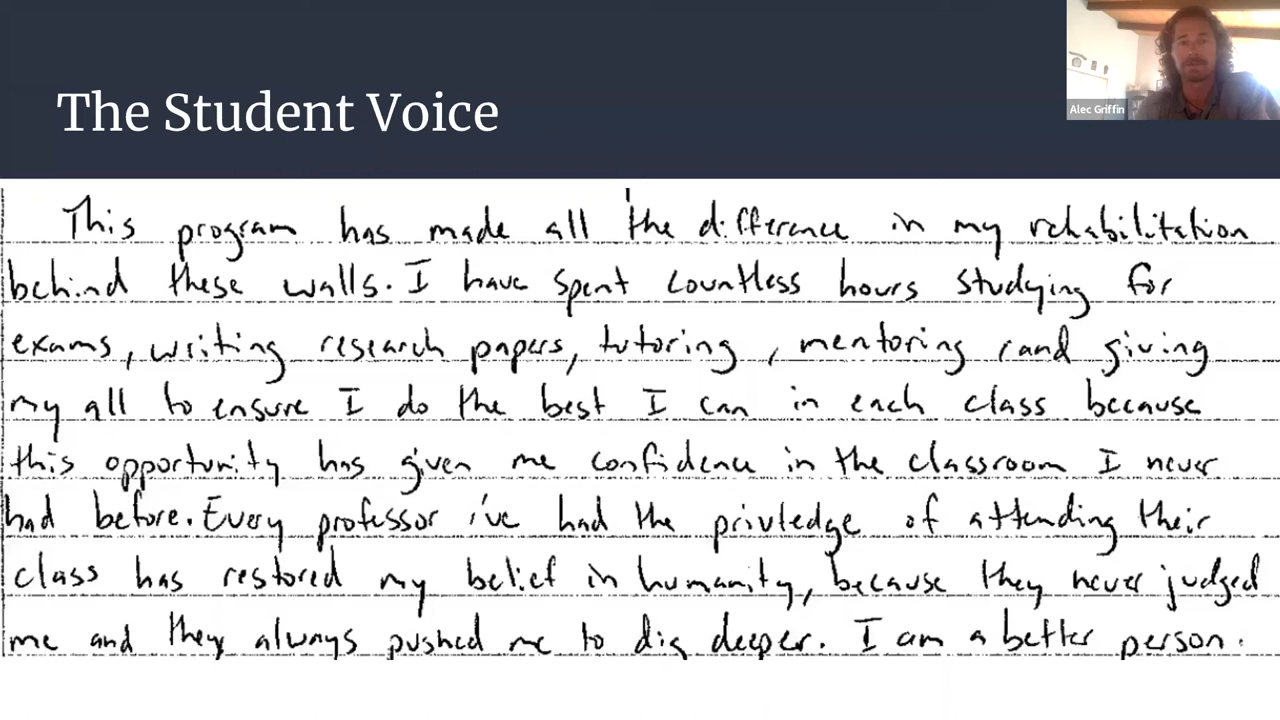 The Student Voice
Alec Griffin
This program has made all the difference in my rehabilitation
behind these walls. I have spent countless hours studying for
exams, writing research papers, tutoring, mentoring, and giving
my all to ensure I do the best I can in each class because
this opportunity has given me confidence in the classroom I never
had before. Every professor i've had the privledge of attending their
class has restored my belief in humanity, because they never judged
me and they always pushed me to dig deeper. I am a better person.